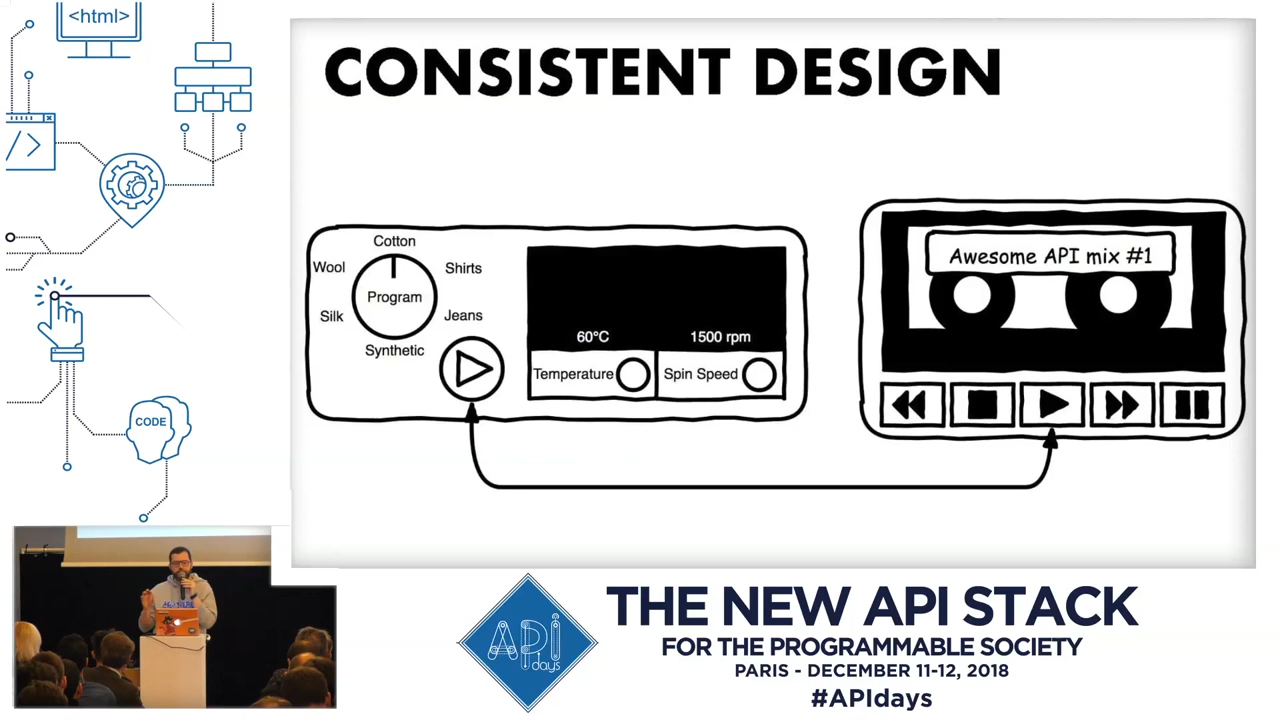 <html>
</>
CODE
CONSISTENT DESIGN
Cotton
Wool
Shirts
Program
Silk
Jeans
Synthetic
60°C
1500 rpm
Temperature
Spin Speed
Awesome API mix #1
API
days
THE NEW API STACK
FOR THE PROGRAMMABLE SOCIETY
PARIS - DECEMBER 11-12, 2018
#APIdays